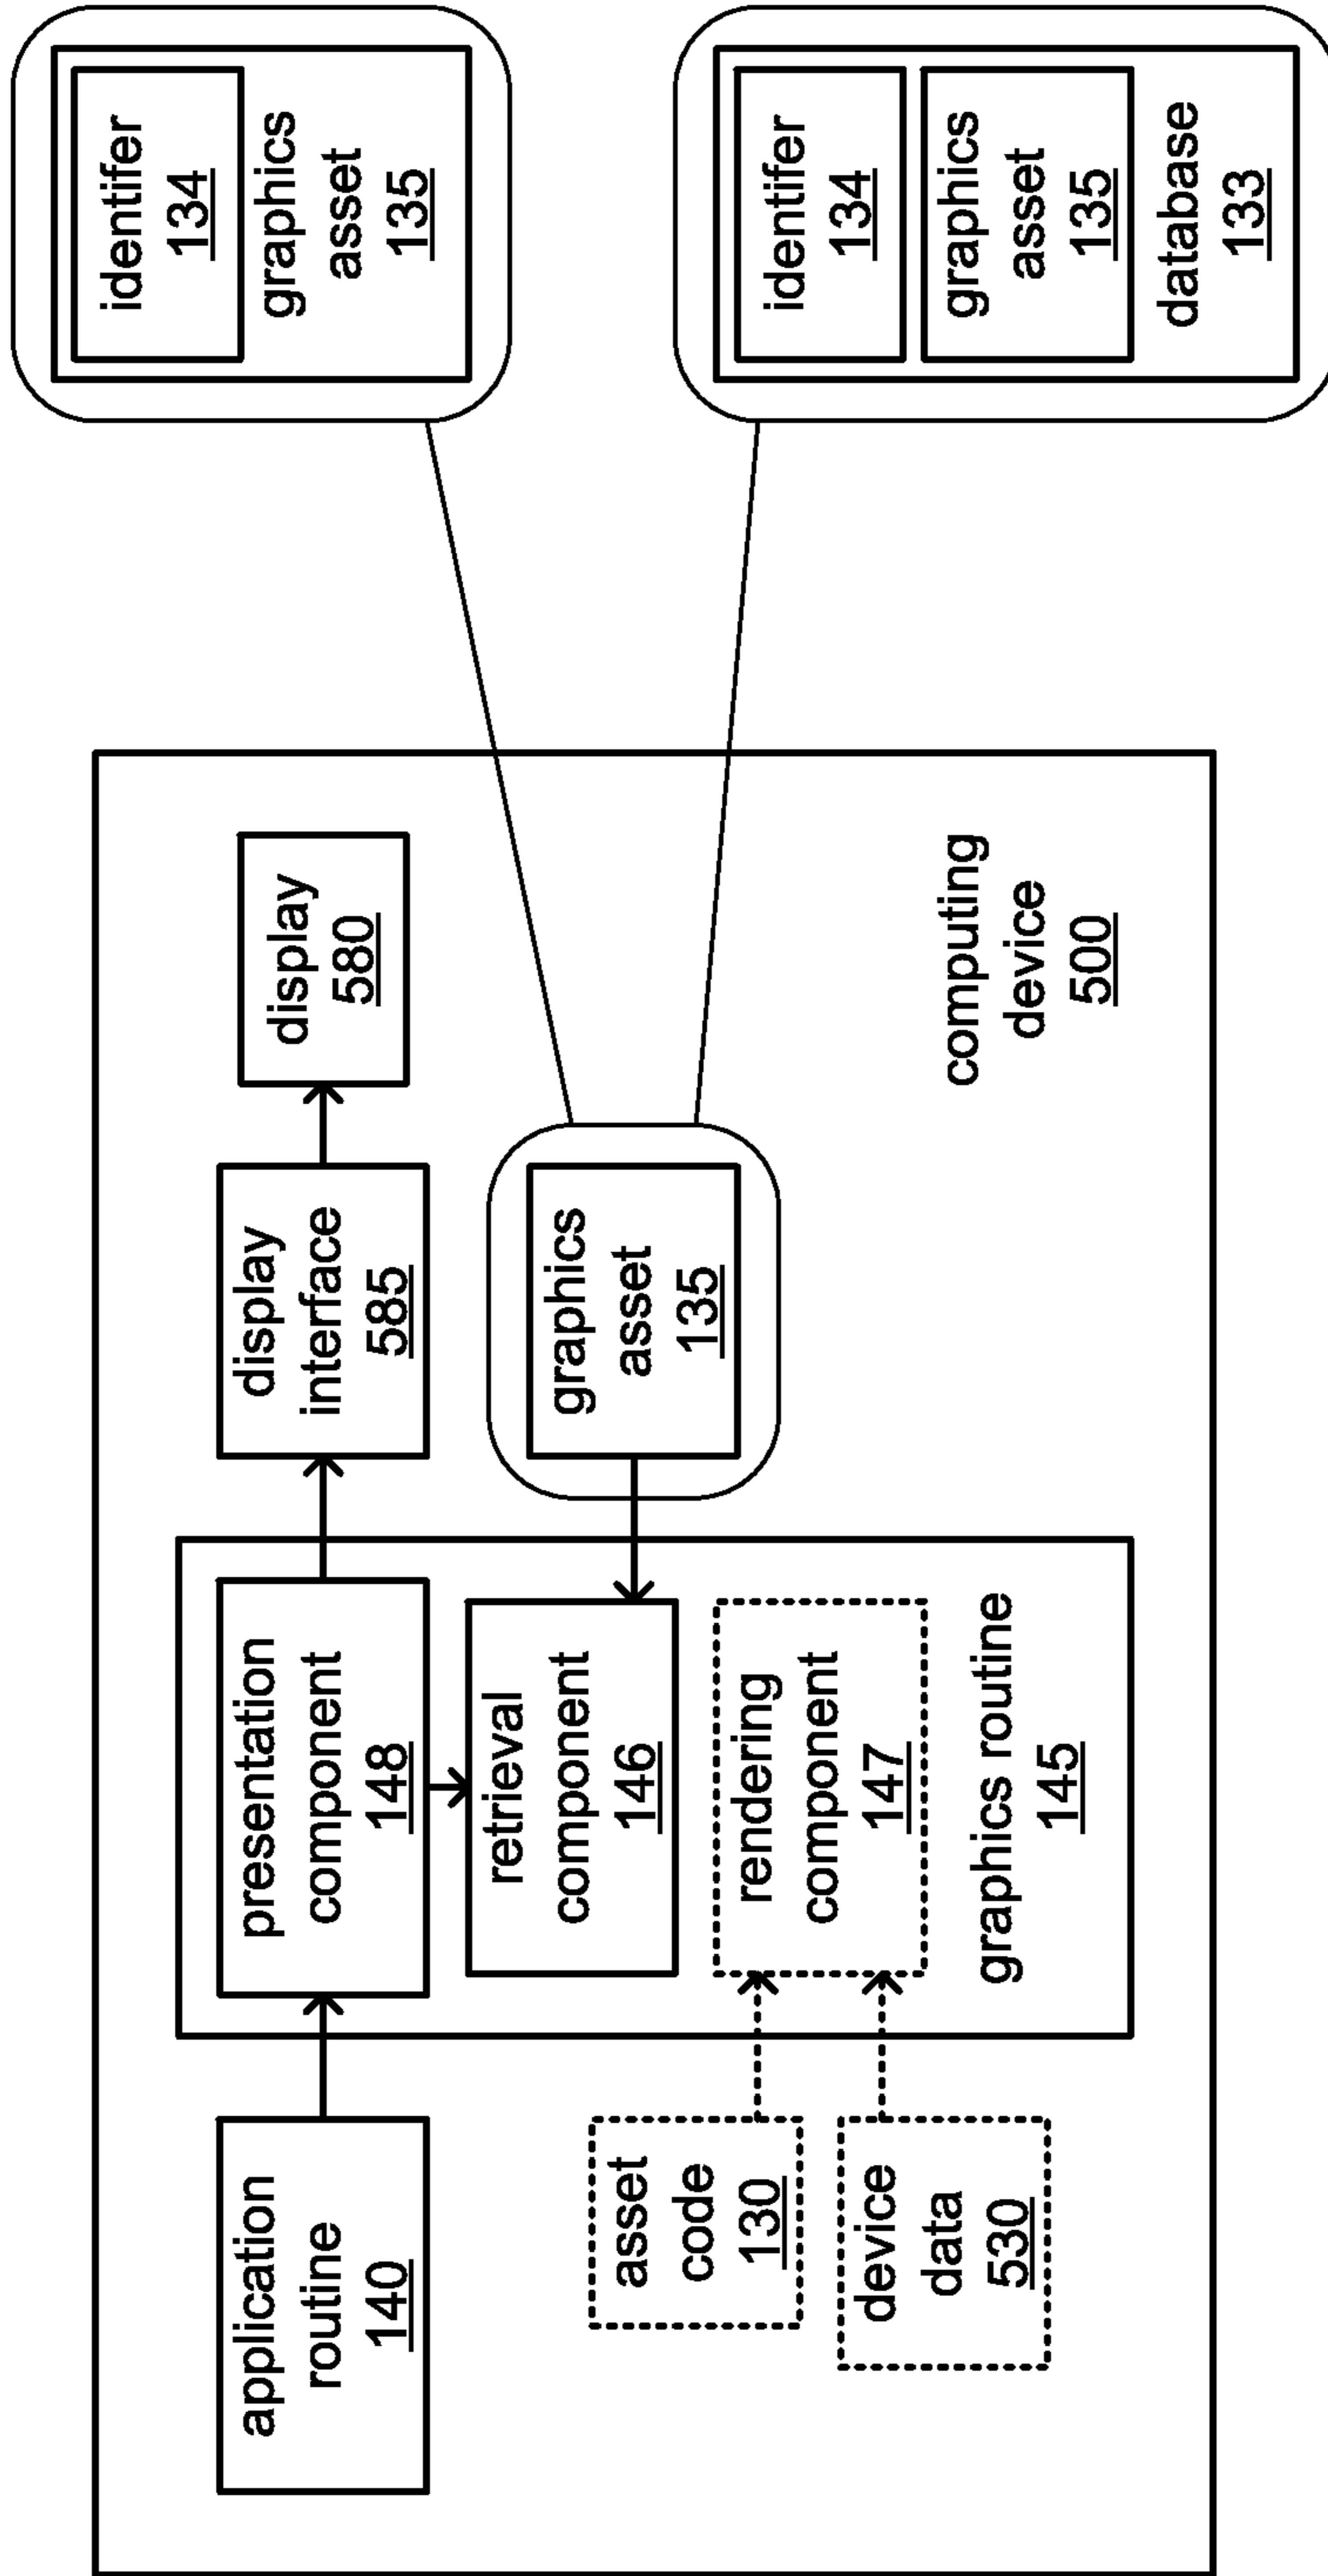 application
routine
140
presentation
component
148
display
interface
585
display
580
retrieval
component
146
graphics
asset
135
asset
code
130
device
data
530
rendering
component
147
graphics routine
145
computing
device
500
identifer
134
graphics
asset
135
identifer
134
graphics
asset
135
database
133